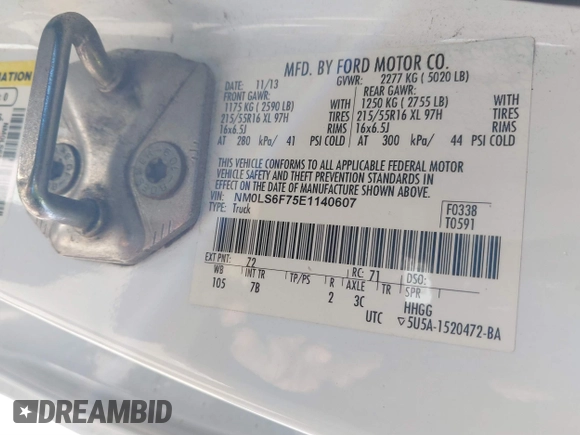 MFD. BY FORD MOTOR CO.
DATE: 11/13 GVWR: 2277 KG ( 5020 LB)
FRONT GAWR: REAR GAWR:
1175 KG ( 2590 LB) WITH 1250 KG ( 2755 LB) WITH
215/55R16 XL 97H TIRES 215/55R16 XL 97H TIRES
16x6.5J RIMS 16x6.5J RIMS
AT 280 kPa/ 41 PSI COLD AT 300 kPa/ 44 PSI COLD
THIS VEHICLE CONFORMS TO ALL APPLICABLE FEDERAL MOTOR
VEHICLE SAFETY AND THEFT PREVENTION STANDARDS IN
EFFECT ON THE DATE OF MANUFACTURE SHOWN ABOVE.
VIN: NM0LS6F75E1140607
TYPE: Truck
F0338
T0591
EXT PNT: Z2 RC: 71 DSO:
WB INT TR TP/PS R AXLE TR SPR
105 7B 2 3C HHGG
UTC ▽5U5A-1520472-BA
DREAMBID